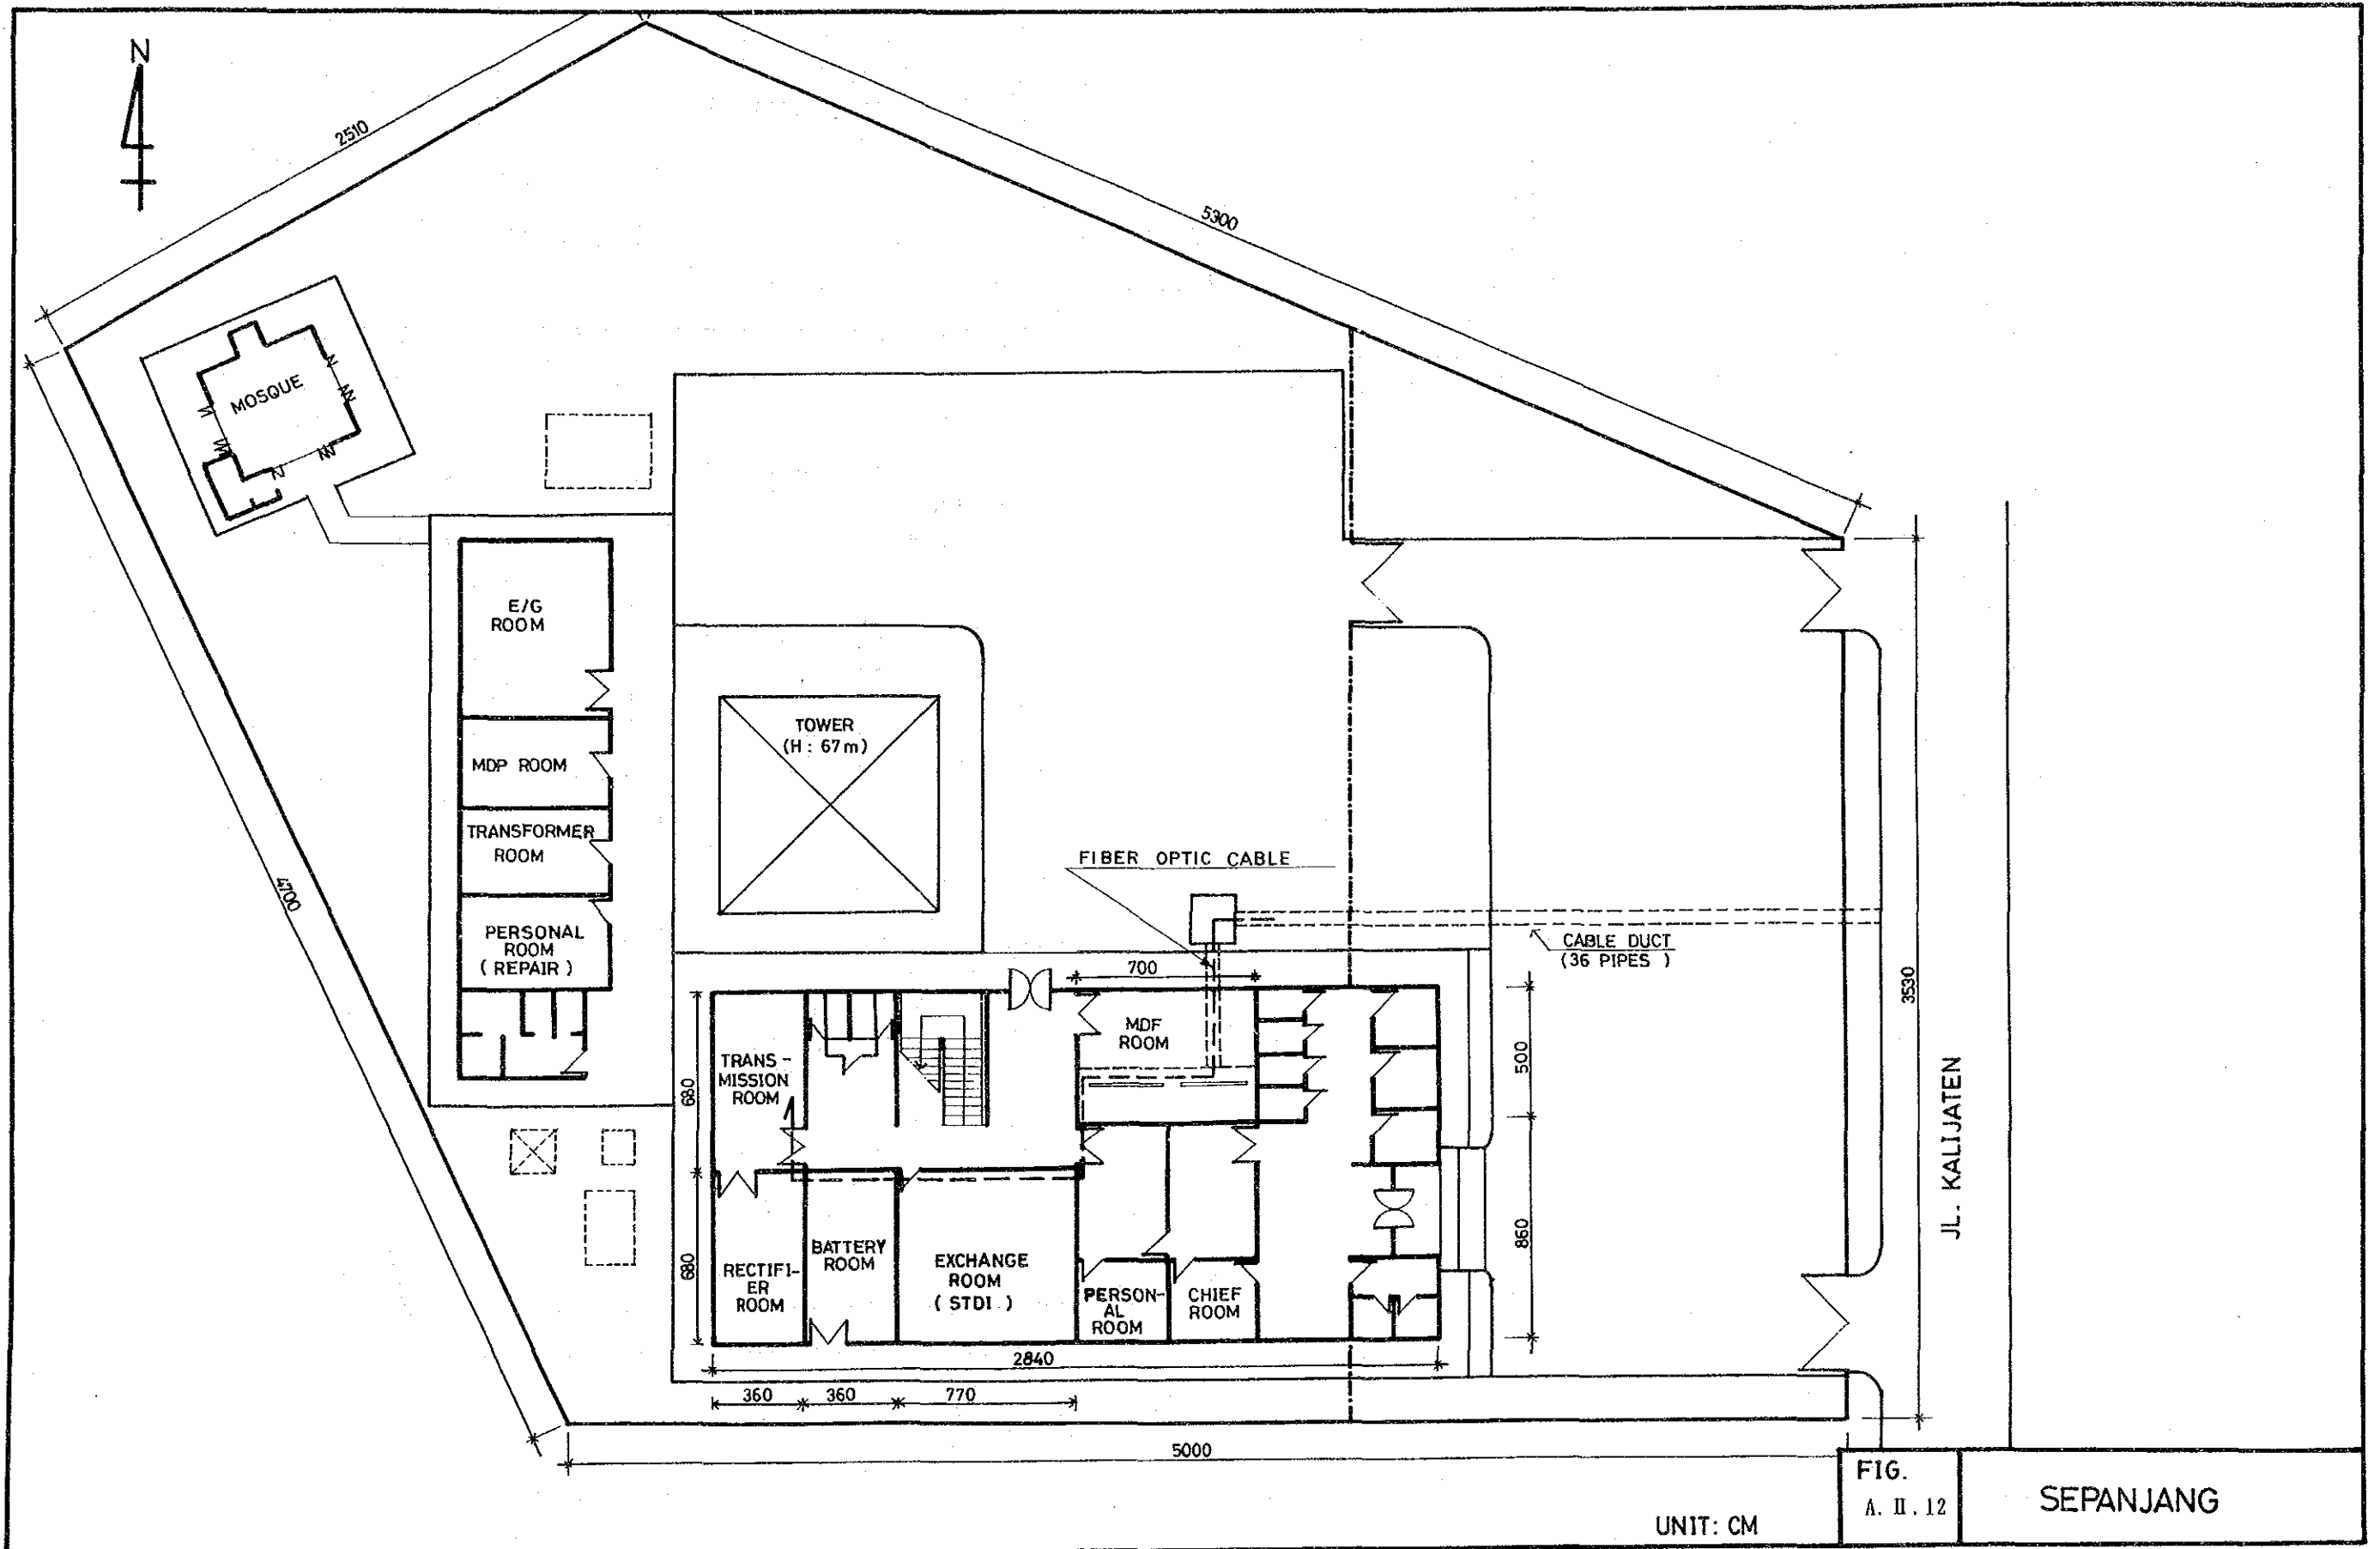 N
2510
5300
MOSQUE
E/G
ROOM
TOWER
(H : 67m)
MDP ROOM
TRANSFORMER
ROOM
FIBER OPTIC CABLE
4700
PERSONAL
ROOM
( REPAIR )
CABLE DUCT
(36 PIPES )
700
3530
MDF
ROOM
TRANS -
MISSION
ROOM
680
500
JL. KALIJATEN
680
RECTIFI-
ER
ROOM
BATTERY
ROOM
EXCHANGE
ROOM
( STDI )
PERSON-
AL
ROOM
CHIEF
ROOM
860
2840
360
360
770
5000
UNIT: CM
FIG.
A. II. 12
SEPANJANG